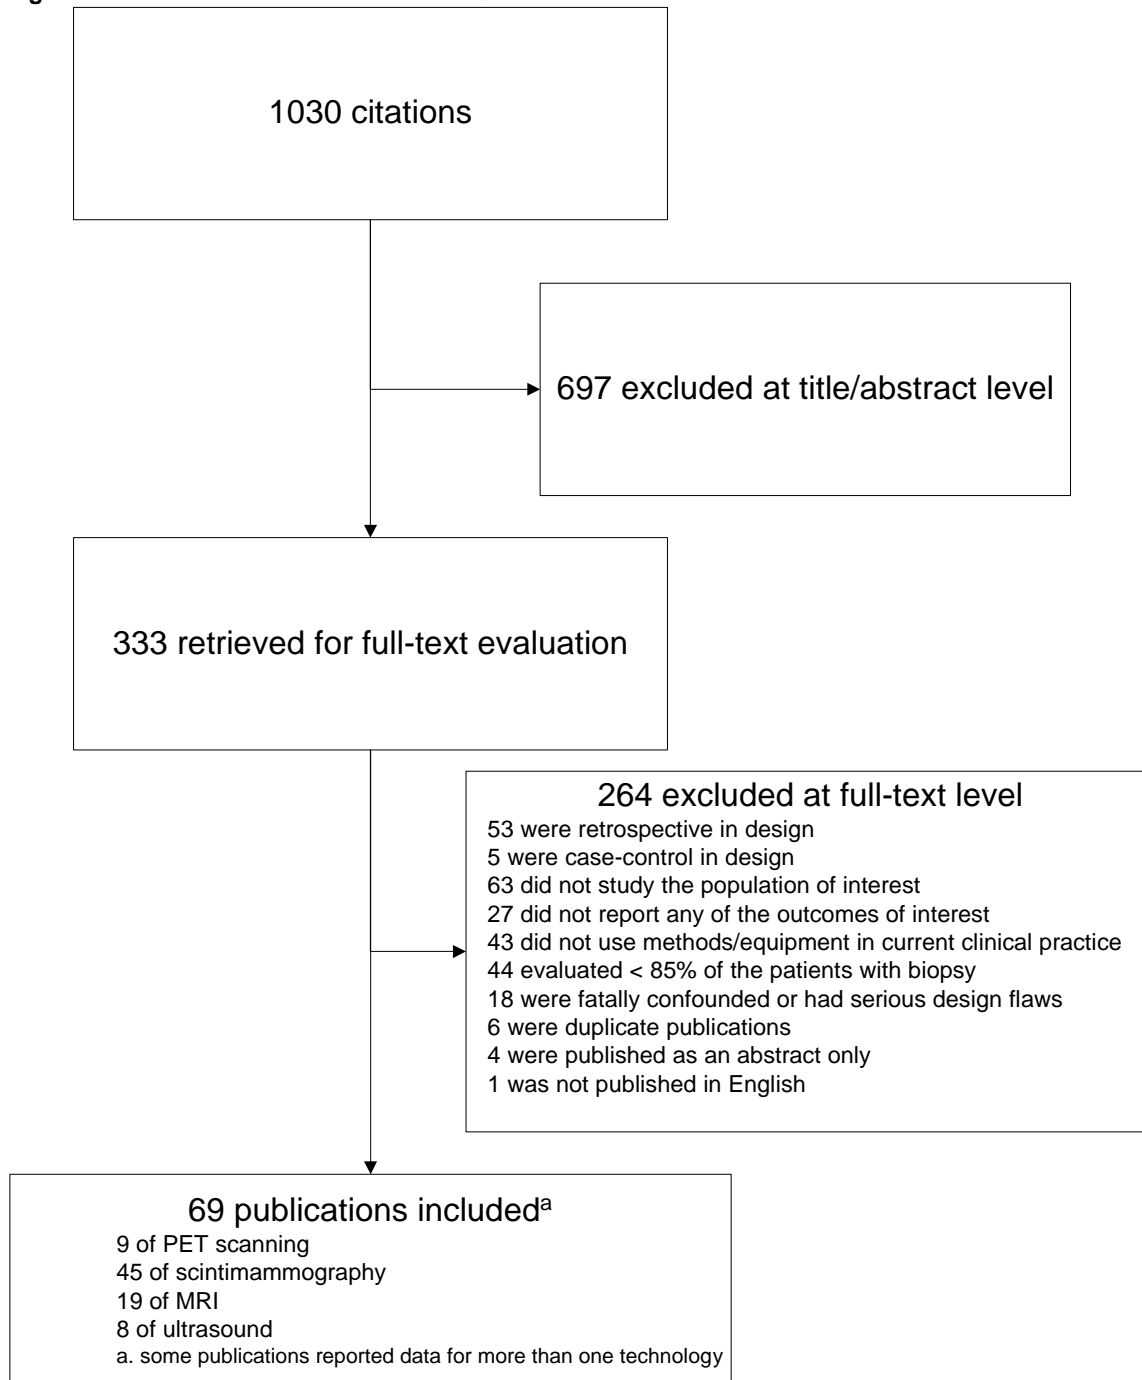 1030 citations
697 excluded at title/abstract level
333 retrieved for full-text evaluation
264 excluded at full-text level
53 were retrospective in design
5 were case-control in design
63 did not study the population of interest
27 did not report any of the outcomes of interest
43 did not use methods/equipment in current clinical practice
44 evaluated < 85% of the patients with biopsy
18 were fatally confounded or had serious design flaws
6 were duplicate publications
4 were published as an abstract only
1 was not published in English
69 publications includedᵃ
9 of PET scanning
45 of scintimammography
19 of MRI
8 of ultrasound
a. some publications reported data for more than one technology